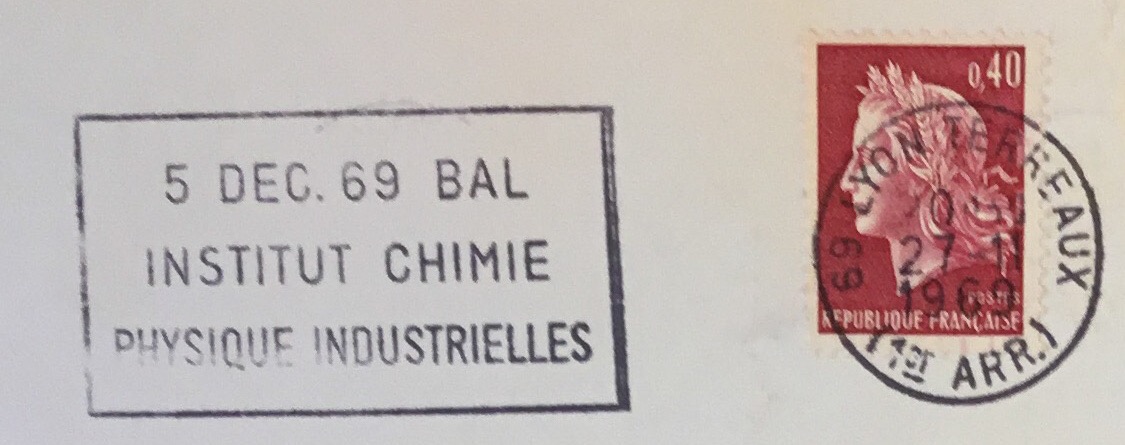 5 DEC. 69 BAL
INSTITUT CHIMIE
PHYSIQUE INDUSTRIELLES
0,40
POSTES
REPUBLIQUE FRANÇAISE
69 LYON TERREAUX
27-11
1969
(1ER ARR.)